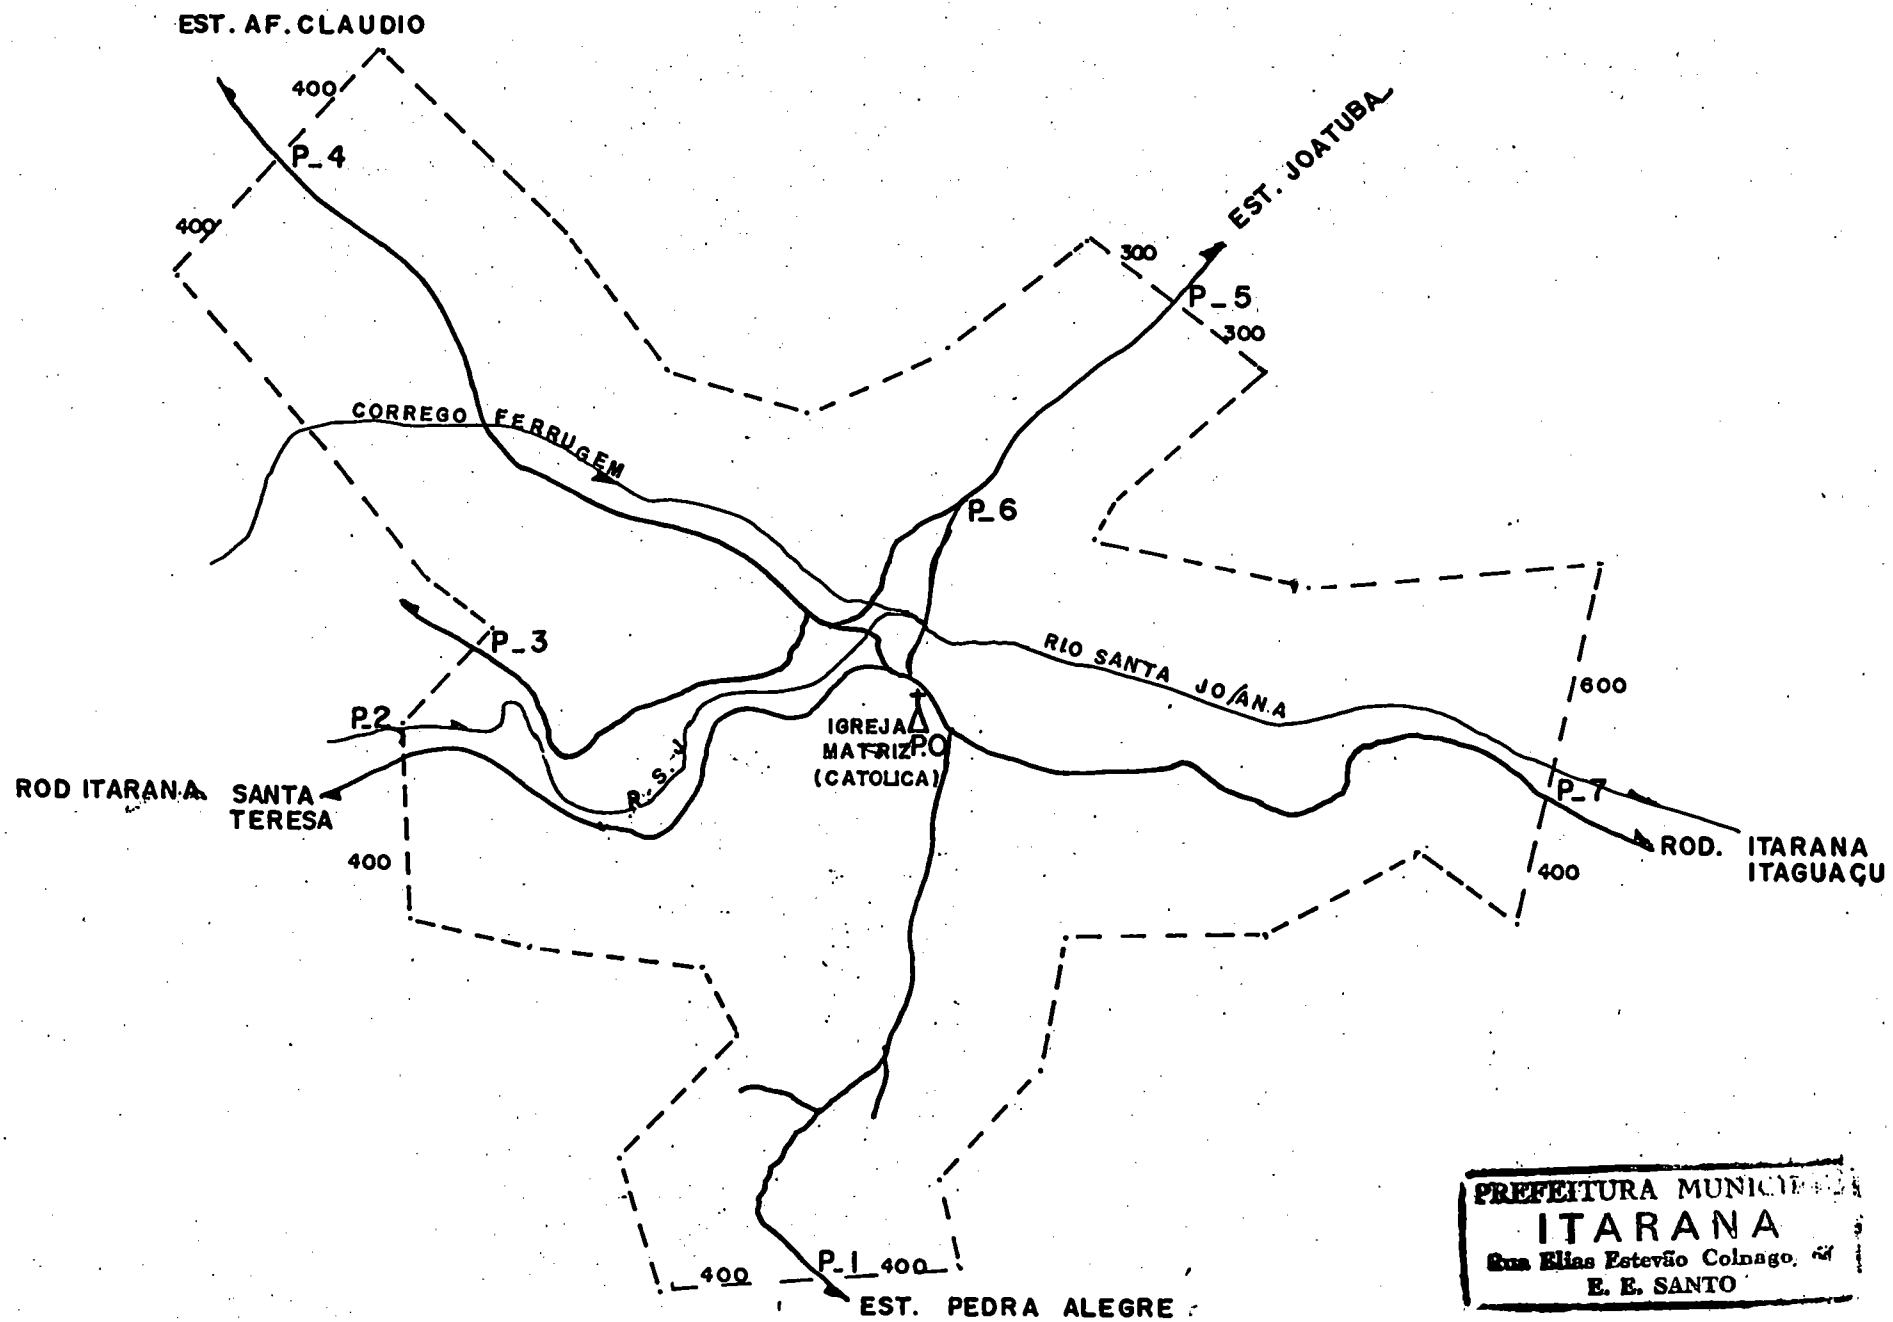 EST. AF. CLAUDIO
400
P_4
400
EST. JOATUBA
300
P_5
300
CORREGO FERRUGEM
P_6
P_3
RIO SANTA JOANA
600
P_2
IGREJA
MATRIZ P.O
(CATOLICA)
R. S. J.
ROD ITARANA SANTA
TERESA
P_7
ROD. ITARANA
ITAGUAÇU
400
400
P_1
400
400
EST. PEDRA ALEGRE
PREFEITURA
ITARANA
Rua Elias Estevão Colnago,
E. E. SANTO